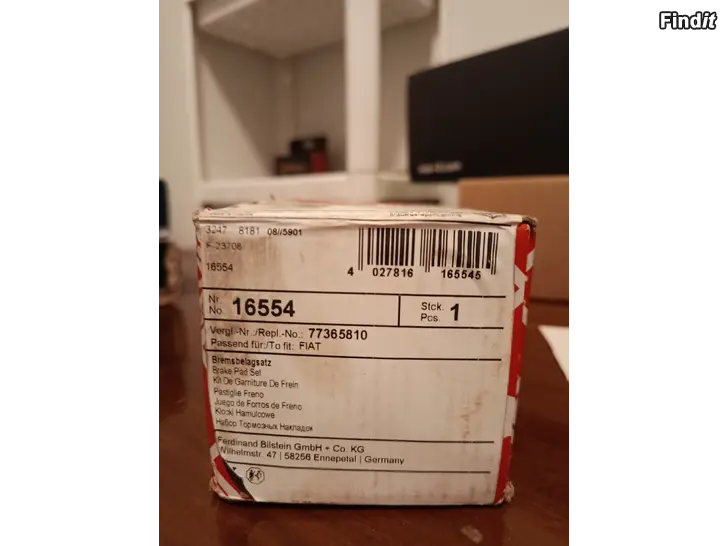 Findit
3247 8181 08//5901
F-23708
16554
4 027816 165545
Nr.
No. 16554
Stck.
Pcs. 1
Vergl.-Nr./Repl.-No.: 77365810
Passend für:/To fit: FIAT
Bremsbelagsatz
Brake Pad Set
Kit De Garniture De Frein
Pastiglie Freno
Juego de Forros de Freno
Klocki Hamulcowe
Набор Тормозных Накладок
Ferdinand Bilstein GmbH + Co. KG
Wilhelmstr. 47 | 58256 Ennepetal | Germany